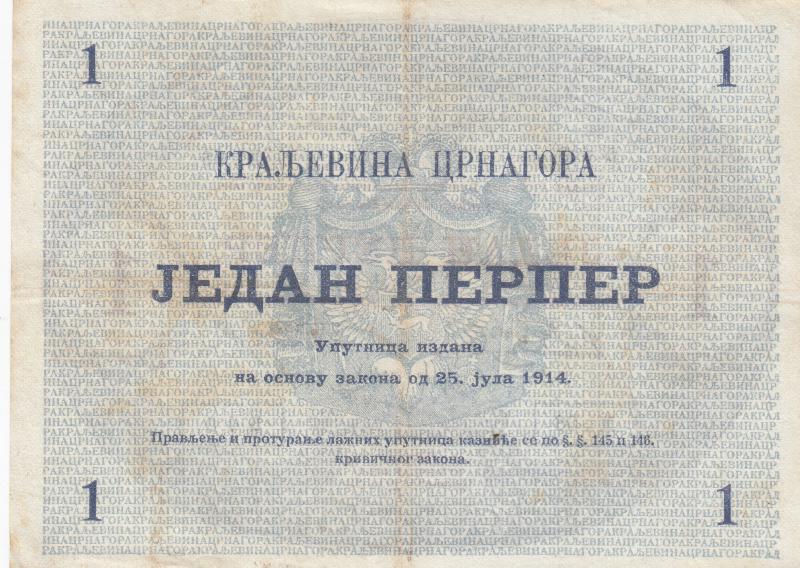 1 1
КРАЉЕВИНА ЦРНАГОРА
ЈЕДАН ПЕРПЕР
Упутница издана
на основу закона од 25. јула 1914.
Прављење и протурање лажних упутница казниће се по §. §. 145 и 146.
кривичног закона.
1 1